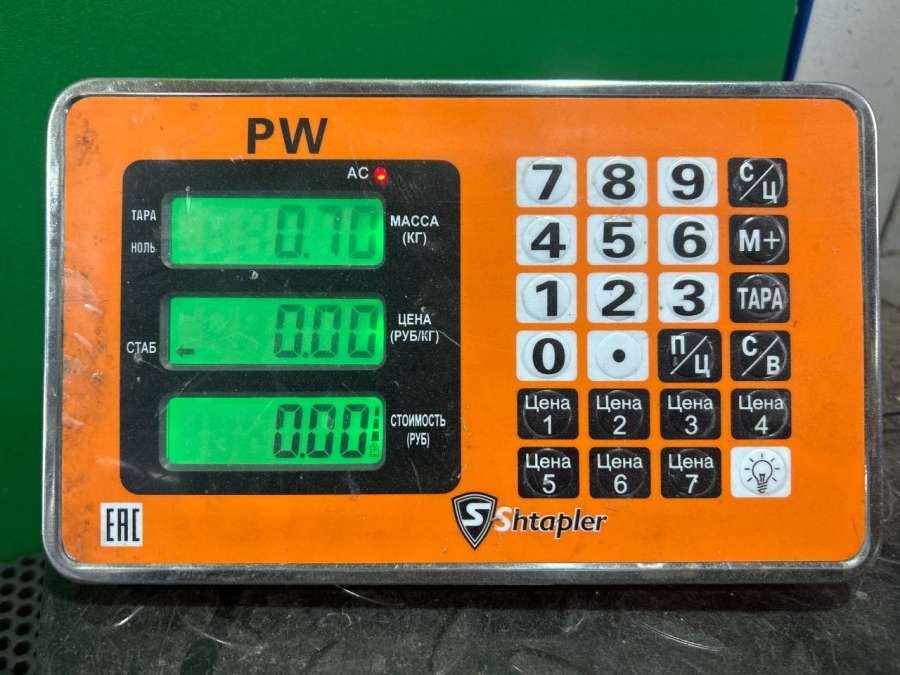 PW
AC
ТАРА
НОЛЬ
0.70
МАССА
(КГ)
СТАБ
0.00
ЦЕНА
(РУБ/КГ)
0.00
СТОИМОСТЬ
(РУБ)
7 8 9 С/Ц
4 5 6 М+
1 2 3 ТАРА
0 . П/Ц С/В
Цена 1 Цена 2 Цена 3 Цена 4
Цена 5 Цена 6 Цена 7
EAC
S Shtapler